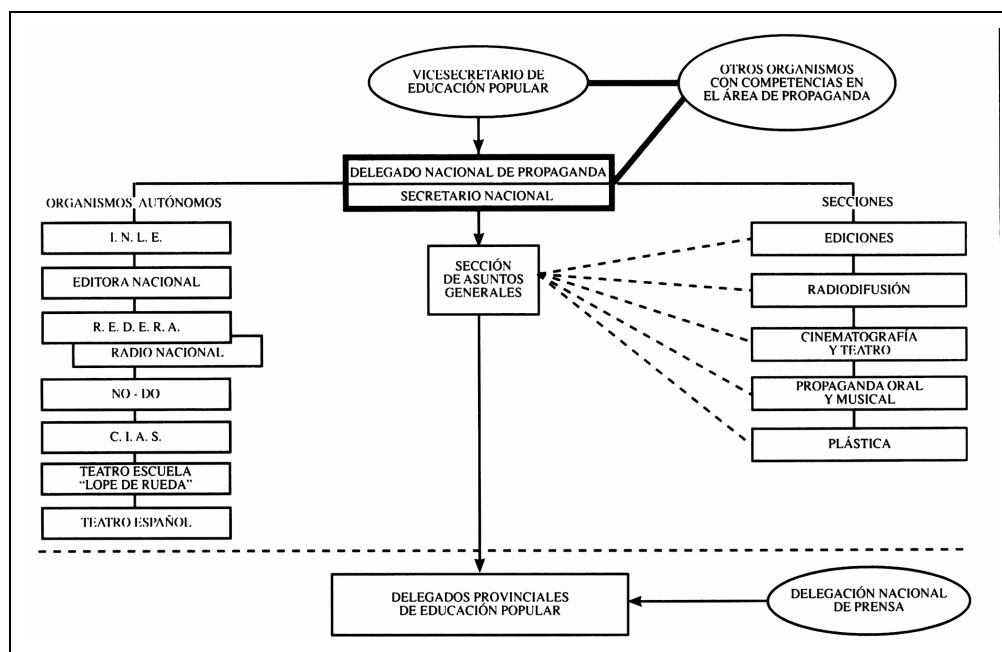 VICESECRETARIO DE
EDUCACIÓN POPULAR
OTROS ORGANISMOS
CON COMPETENCIAS EN
EL ÁREA DE PROPAGANDA
DELEGADO NACIONAL DE PROPAGANDA
SECRETARIO NACIONAL
ORGANISMOS AUTÓNOMOS
I. N. L. E.
EDITORA NACIONAL
R. E. D. E. R. A.
RADIO NACIONAL
NO - DO
C. I. A. S.
TEATRO ESCUELA
“LOPE DE RUEDA”
TEATRO ESPAÑOL
SECCIÓN
DE ASUNTOS
GENERALES
SECCIONES
EDICIONES
RADIODIFUSIÓN
CINEMATOGRAFÍA
Y TEATRO
PROPAGANDA ORAL
Y MUSICAL
PLÁSTICA
DELEGADOS PROVINCIALES
DE EDUCACIÓN POPULAR
DELEGACIÓN NACIONAL
DE PRENSA